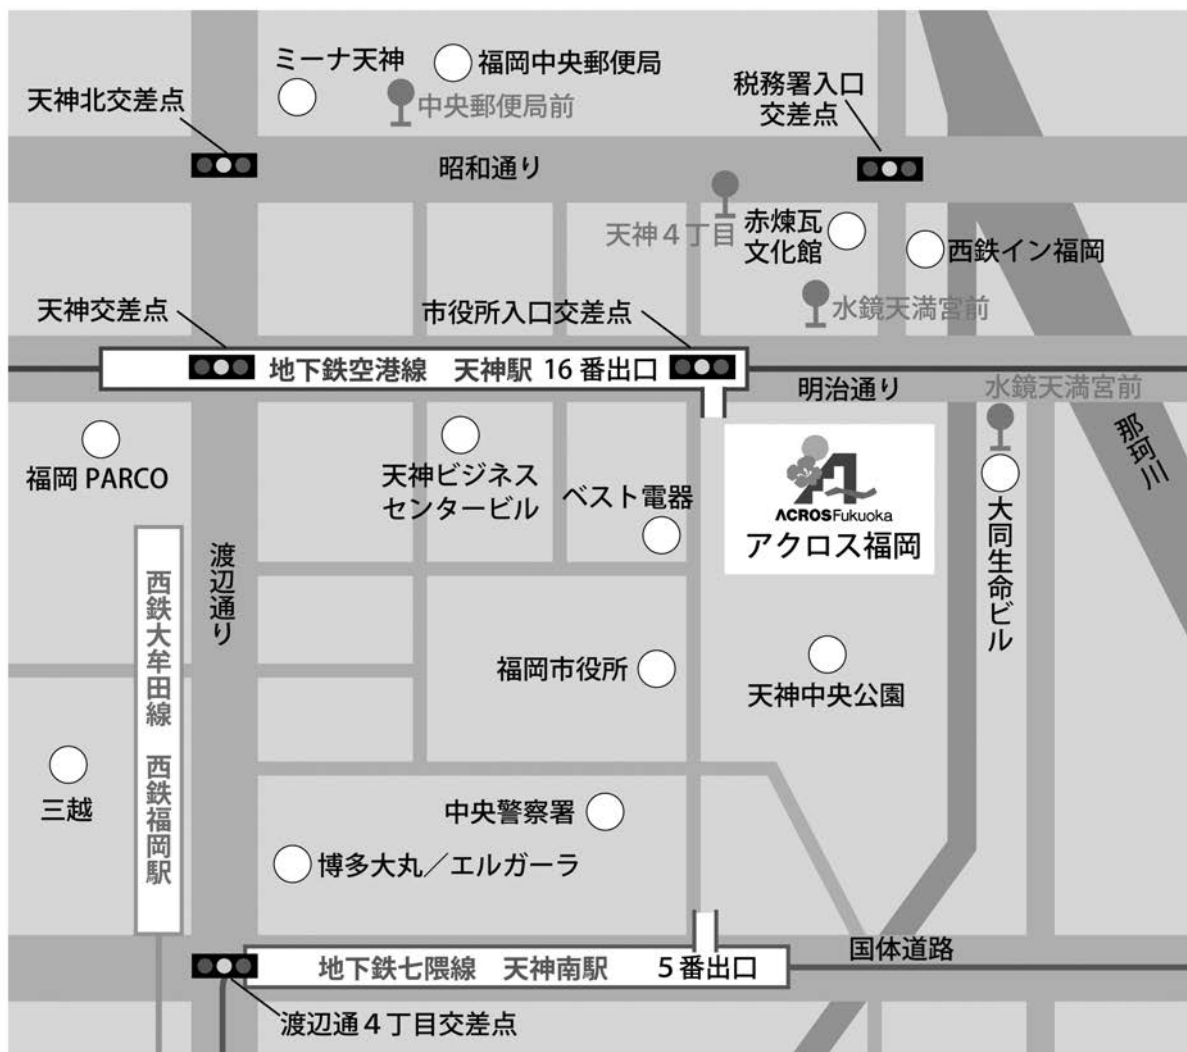 ミーナ天神
福岡中央郵便局
天神北交差点
中央郵便局前
税務署入口
交差点
昭和通り
天神4丁目
赤煉瓦
文化館
西鉄イン福岡
天神交差点
市役所入口交差点
水鏡天満宮前
地下鉄空港線 天神駅 16番出口
明治通り
水鏡天満宮前
那珂川
福岡PARCO
天神ビジネス
センタービル
ベスト電器
ACROS Fukuoka
アクロス福岡
大同生命ビル
渡辺通り
西鉄大牟田線 西鉄福岡駅
福岡市役所
天神中央公園
三越
中央警察署
博多大丸／エルガーラ
国体道路
地下鉄七隈線 天神南駅 5番出口
渡辺通4丁目交差点